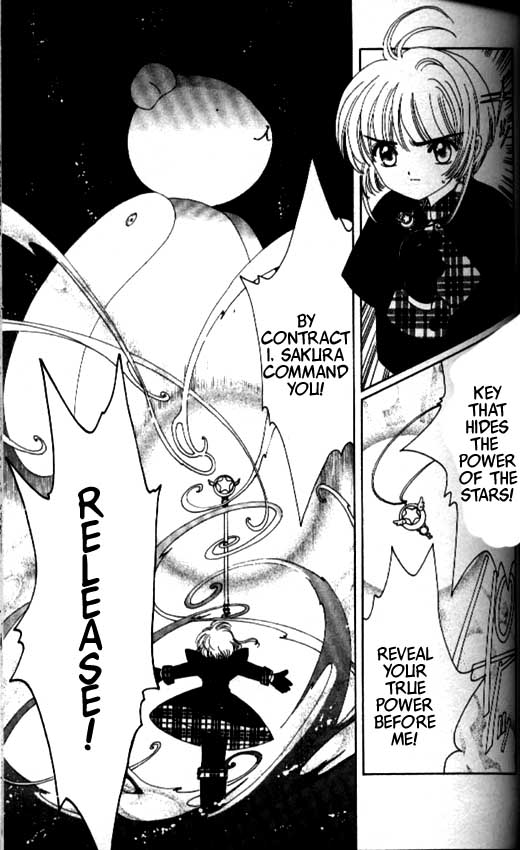 KEY
THAT
HIDES
THE
POWER
OF THE
STARS!
REVEAL
YOUR
TRUE
POWER
BEFORE
ME!
BY
CONTRACT
I, SAKURA
COMMAND
YOU!
RELEASE!